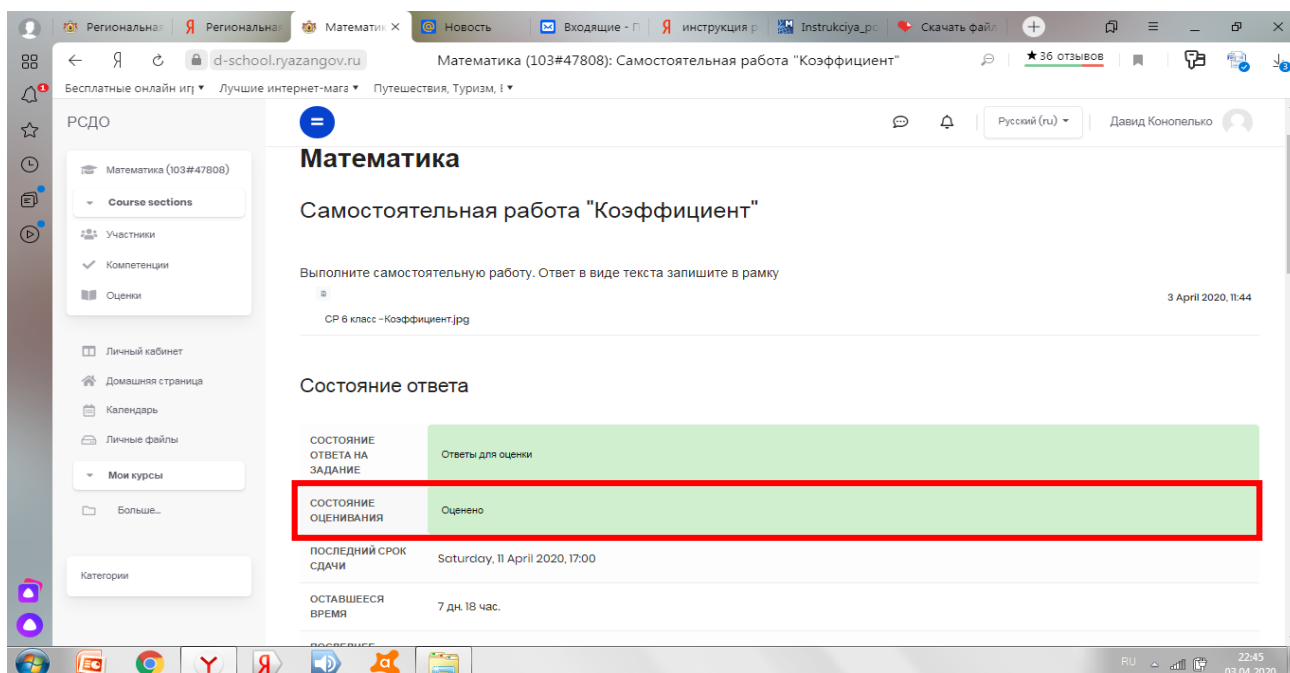 Региональная
Региональная
Математик
Новость
Входящие - П
инструкция р
Instrukciya_po
Скачать файл
d-school.ryazangov.ru
Математика (103#47808): Самостоятельная работа "Коэффициент"
★36 отзывов
Бесплатные онлайн игр
Лучшие интернет-мага
Путешествия, Туризм, I
РСДО
Русский (ru)
Давид Конопелько
Математика (103#47808)
Course sections
Участники
Компетенции
Оценки
Личный кабинет
Домашняя страница
Календарь
Личные файлы
Мои курсы
Больше...
Категории
Математика
Самостоятельная работа "Коэффициент"
Выполните самостоятельную работу. Ответ в виде текста запишите в рамку
3 April 2020, 11:44
СР 6 класс -Коэффициент.jpg
Состояние ответа
СОСТОЯНИЕ
ОТВЕТА НА
ЗАДАНИЕ
Ответы для оценки
СОСТОЯНИЕ
ОЦЕНИВАНИЯ
Оценено
ПОСЛЕДНИЙ СРОК
СДАЧИ
Saturday, 11 April 2020, 17:00
ОСТАВШЕЕСЯ
ВРЕМЯ
7 дн. 18 час.
ПОСЛЕДНЕЕ
RU
22:45
03.04.2020